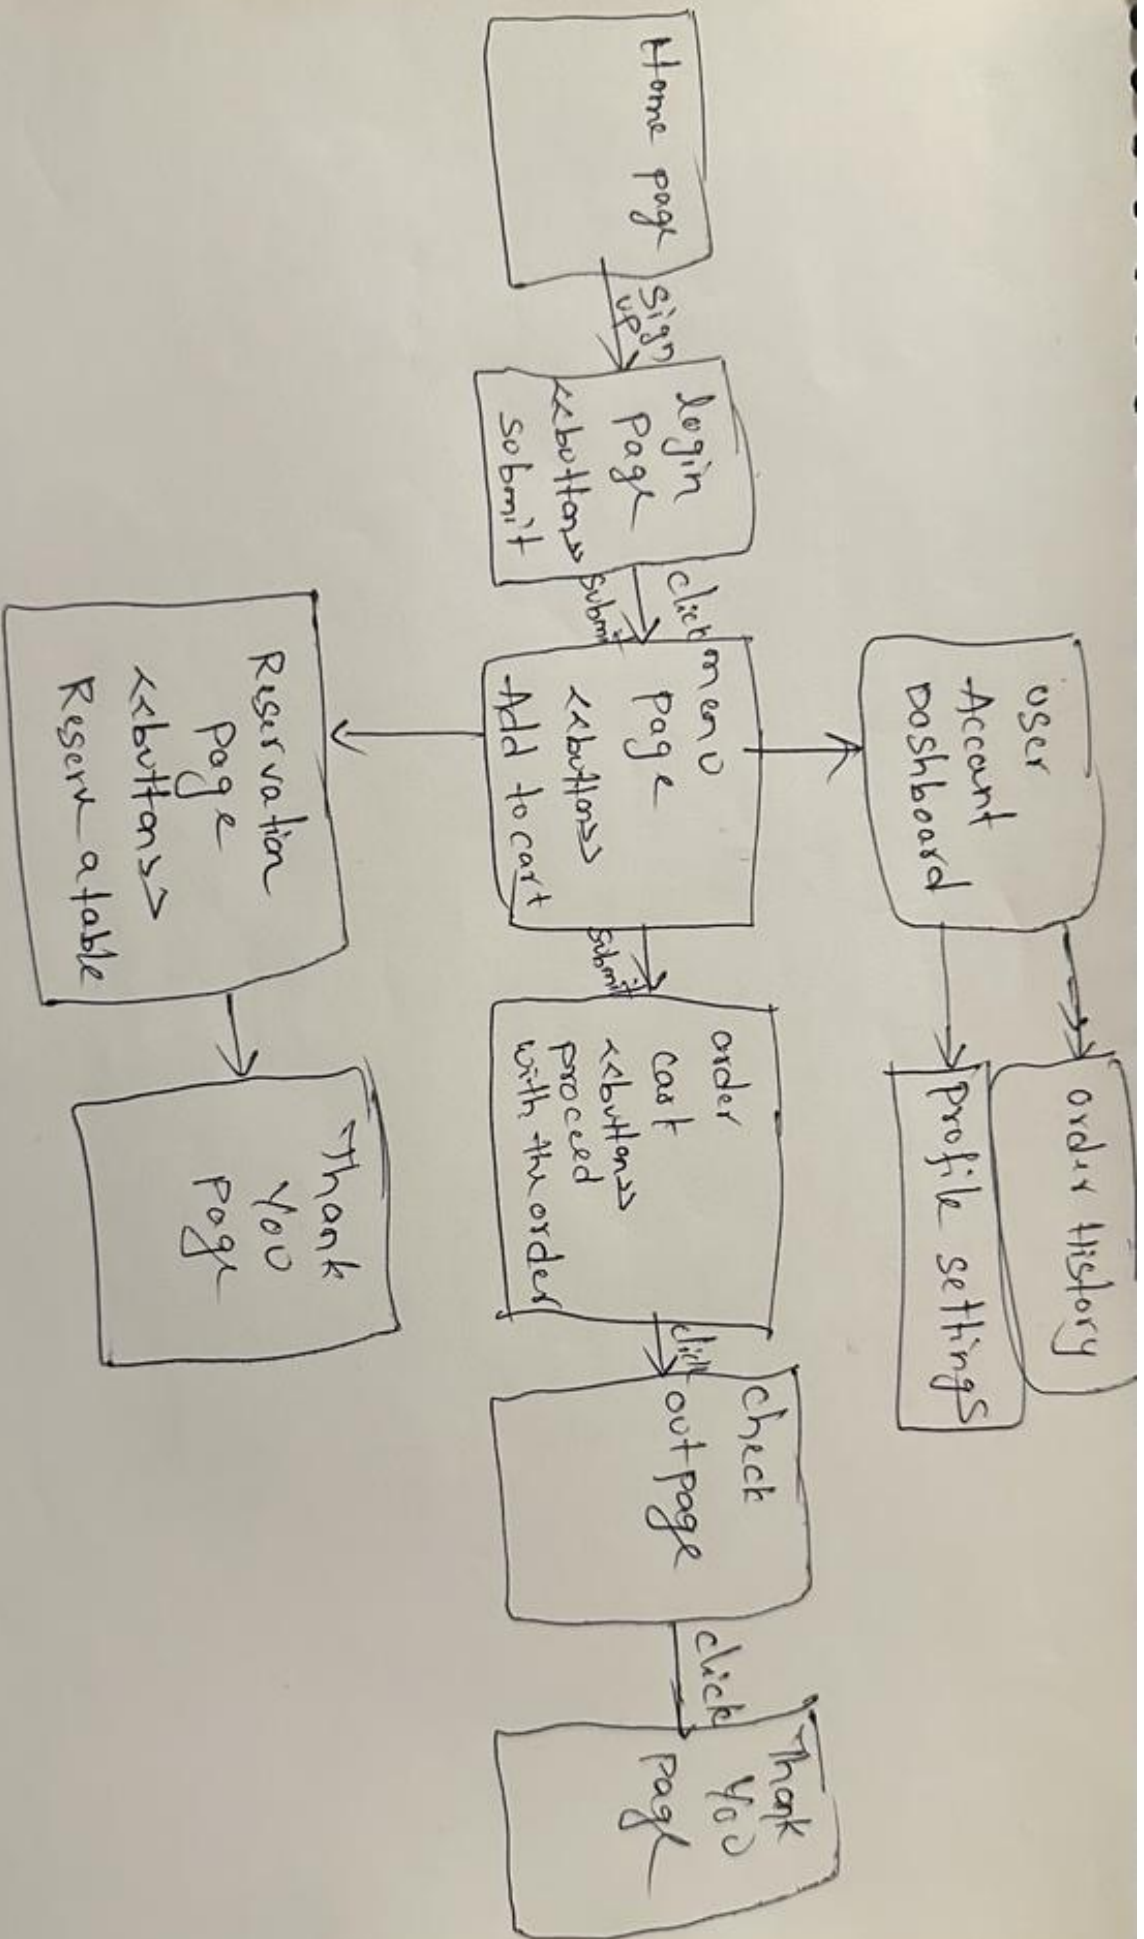 User
Account
Dashboard
order History
Profile settings
Home page
Sign
up
login
page
<<button>>
submit
click
submit
menu
page
<<button>>
Add to cart
submit
order
cart
<<button>>
proceed
with the order
click
check
out page
click
Thank
You
page
Reservation
page
<<button>>
Reserv a table
Thank
You
page